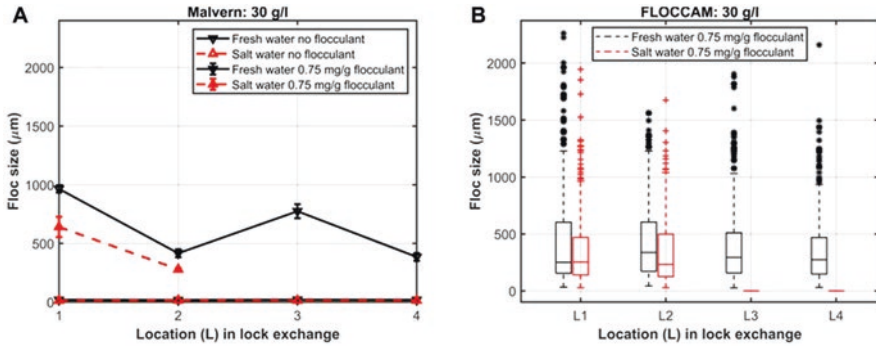 A
Malvern: 30 g/l
Fresh water no flocculant
Salt water no flocculant
Fresh water 0.75 mg/g flocculant
Salt water 0.75 mg/g flocculant
2000
1500
1000
500
0
Floc size (μm)
1
2
3
4
Location (L) in lock exchange
B
FLOCCAM: 30 g/l
Fresh water 0.75 mg/g flocculant
Salt water 0.75 mg/g flocculant
2000
1500
1000
500
0
Floc size (μm)
L1
L2
L3
L4
Location (L) in lock exchange